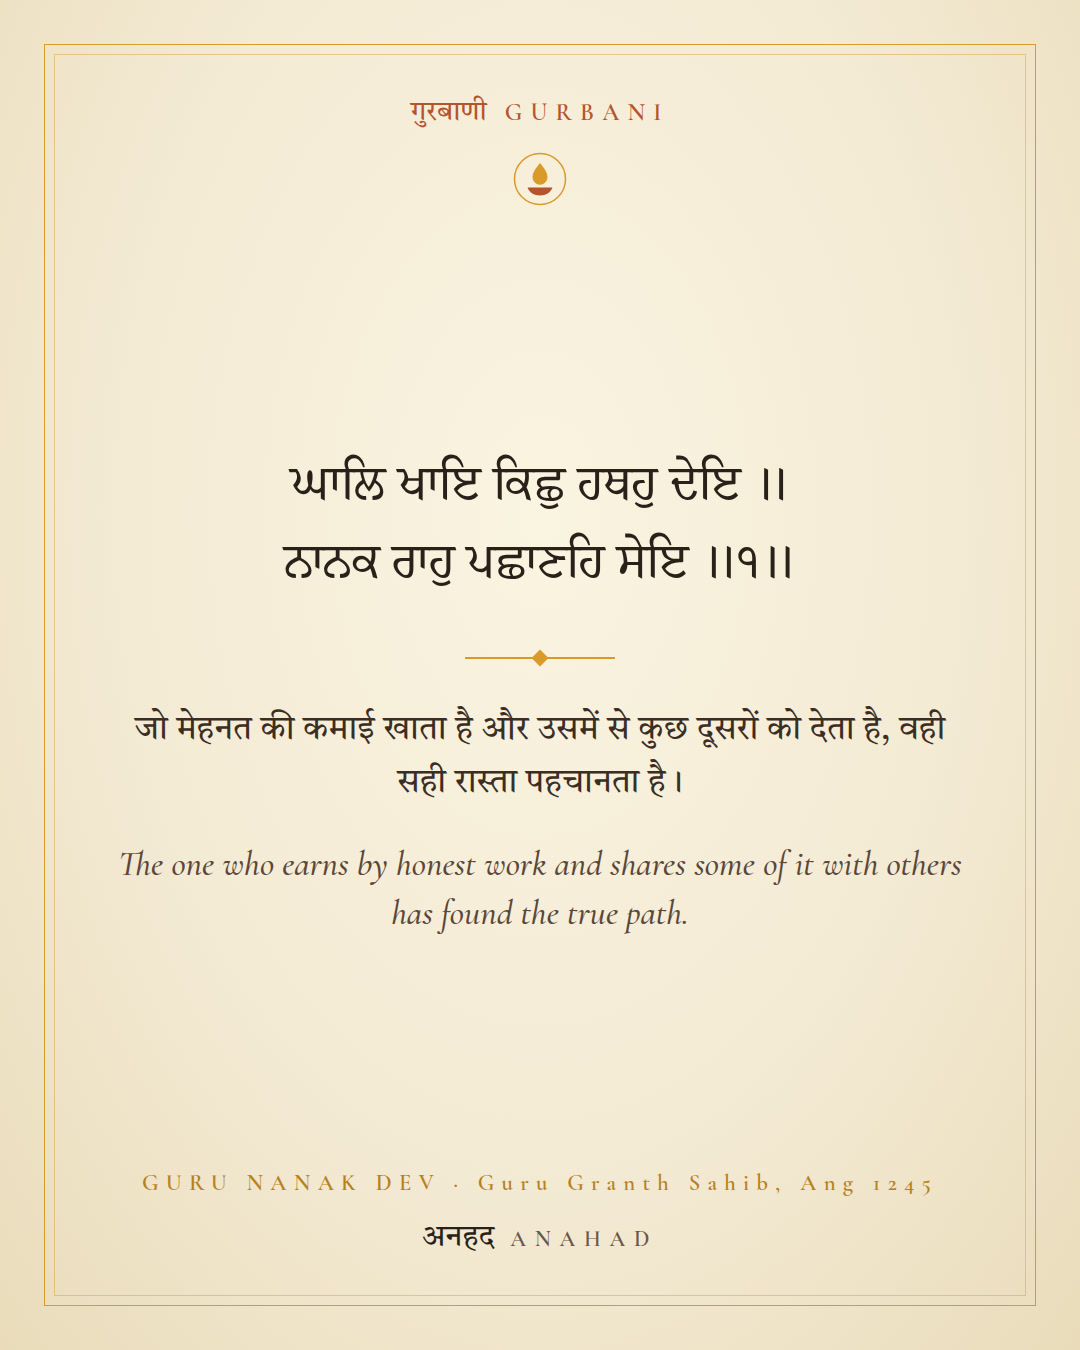 गुरबाणी GURBANI
ਘਾਲਿ ਖਾਇ ਕਿਛੁ ਹਥਹੁ ਦੇਇ ॥
ਨਾਨਕ ਰਾਹੁ ਪਛਾਣਹਿ ਸੇਇ ॥੧॥
जो मेहनत की कमाई खाता है और उसमें से कुछ दूसरों को देता है, वही
सही रास्ता पहचानता है।
The one who earns by honest work and shares some of it with others
has found the true path.
GURU NANAK DEV · Guru Granth Sahib, Ang 1245
अनहद ANAHAD